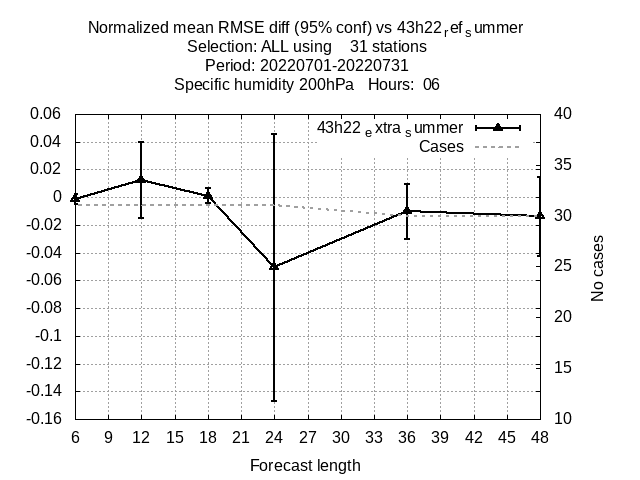 Normalized mean RMSE diff (95% conf) vs 43h22ᵣefₛummer
Selection: ALL using 31 stations
Period: 20220701-20220731
Specific humidity 200hPa Hours: 06
43h22ₑxtraₛummer
Cases
0.06
0.04
0.02
0
-0.02
-0.04
-0.06
-0.08
-0.1
-0.12
-0.14
-0.16
40
35
30
25
20
15
10
No cases
6 9 12 15 18 21 24 27 30 33 36 39 42 45 48
Forecast length